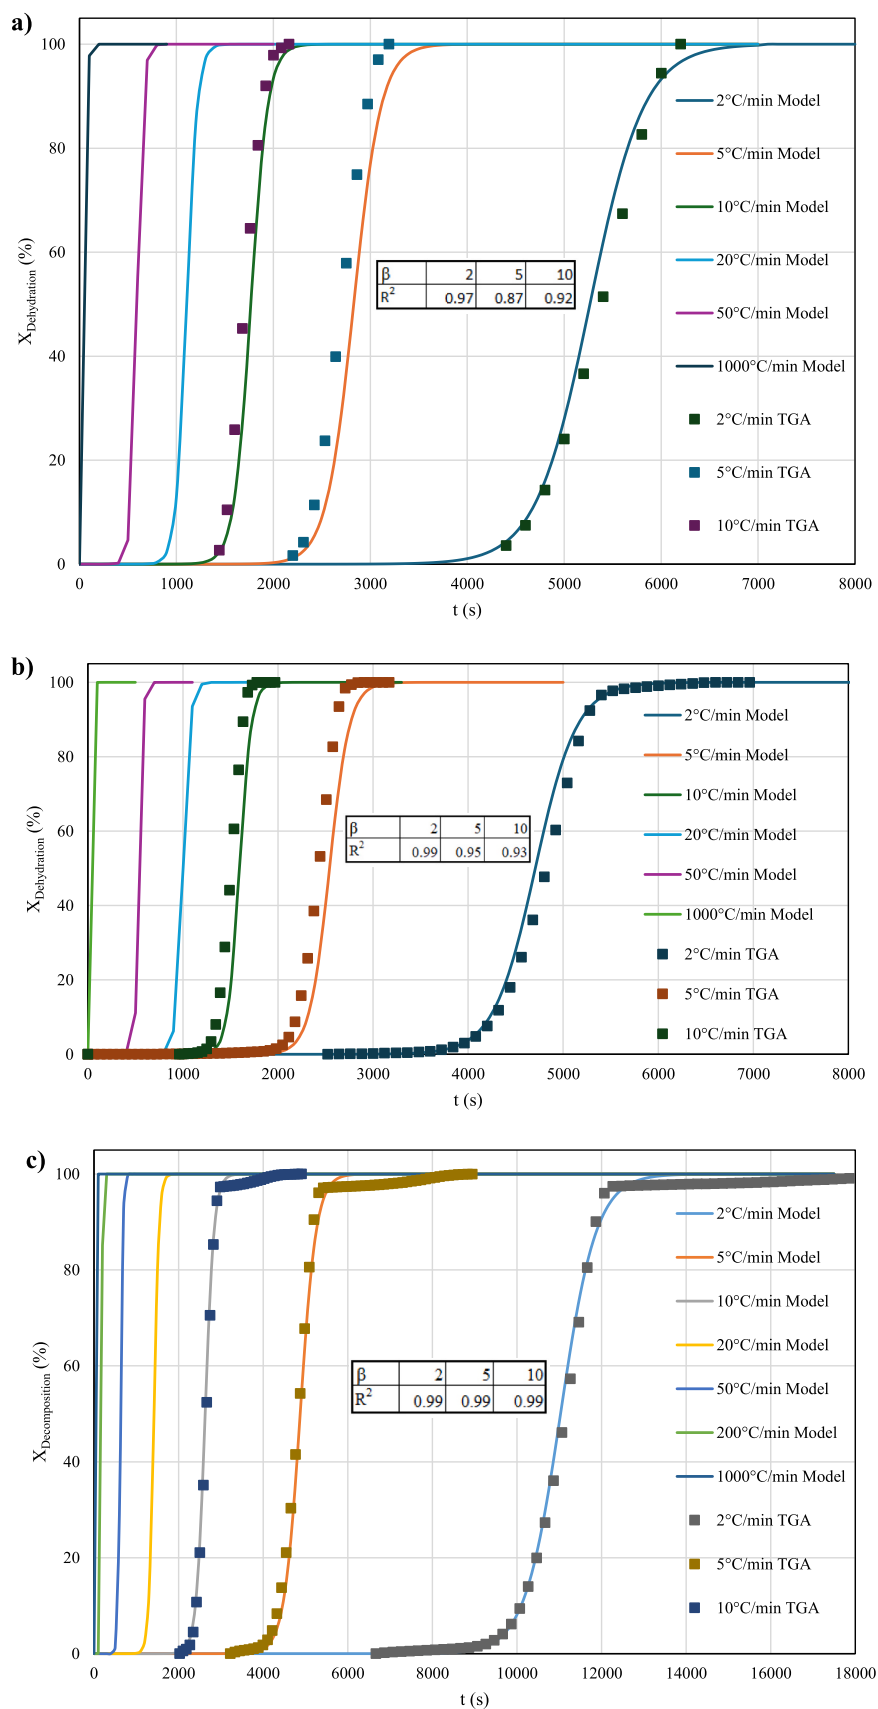 a)
100
80
60
40
20
0
X_Dehydration (%)
0 1000 2000 3000 4000 5000 6000 7000 8000
t (s)
β 2 5 10
R² 0.97 0.87 0.92
2°C/min Model
5°C/min Model
10°C/min Model
20°C/min Model
50°C/min Model
1000°C/min Model
2°C/min TGA
5°C/min TGA
10°C/min TGA
b)
100
80
60
40
20
0
X_Dehydration (%)
0 1000 2000 3000 4000 5000 6000 7000 8000
t (s)
β 2 5 10
R² 0.99 0.95 0.93
2°C/min Model
5°C/min Model
10°C/min Model
20°C/min Model
50°C/min Model
1000°C/min Model
2°C/min TGA
5°C/min TGA
10°C/min TGA
c)
100
80
60
40
20
0
X_Decomposition (%)
0 2000 4000 6000 8000 10000 12000 14000 16000 18000
t (s)
β 2 5 10
R² 0.99 0.99 0.99
2°C/min Model
5°C/min Model
10°C/min Model
20°C/min Model
50°C/min Model
200°C/min Model
1000°C/min Model
2°C/min TGA
5°C/min TGA
10°C/min TGA